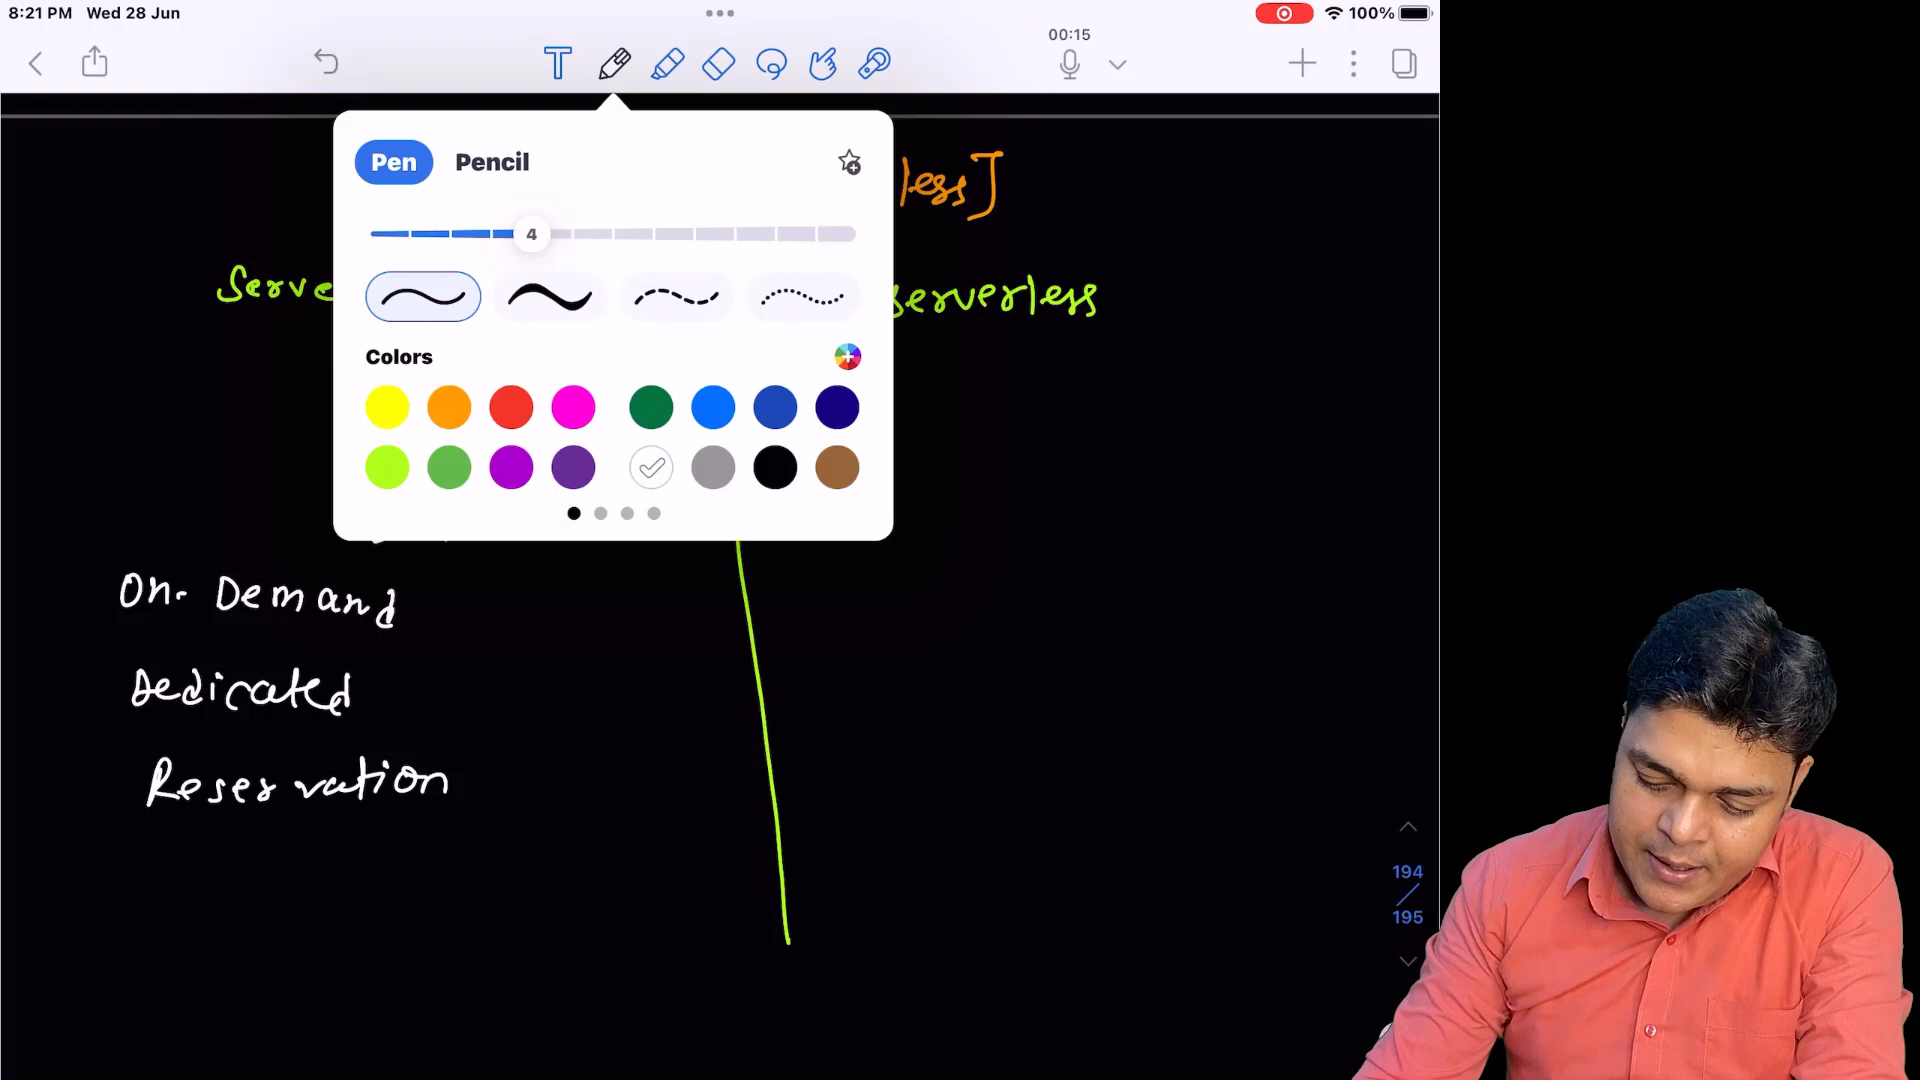 8:21 PM Wed 28 Jun
100%
00:15
T
Pen Pencil
less]
4
Serve
serverless
Colors
On-Demand
Dedicated
Reservation
194
195